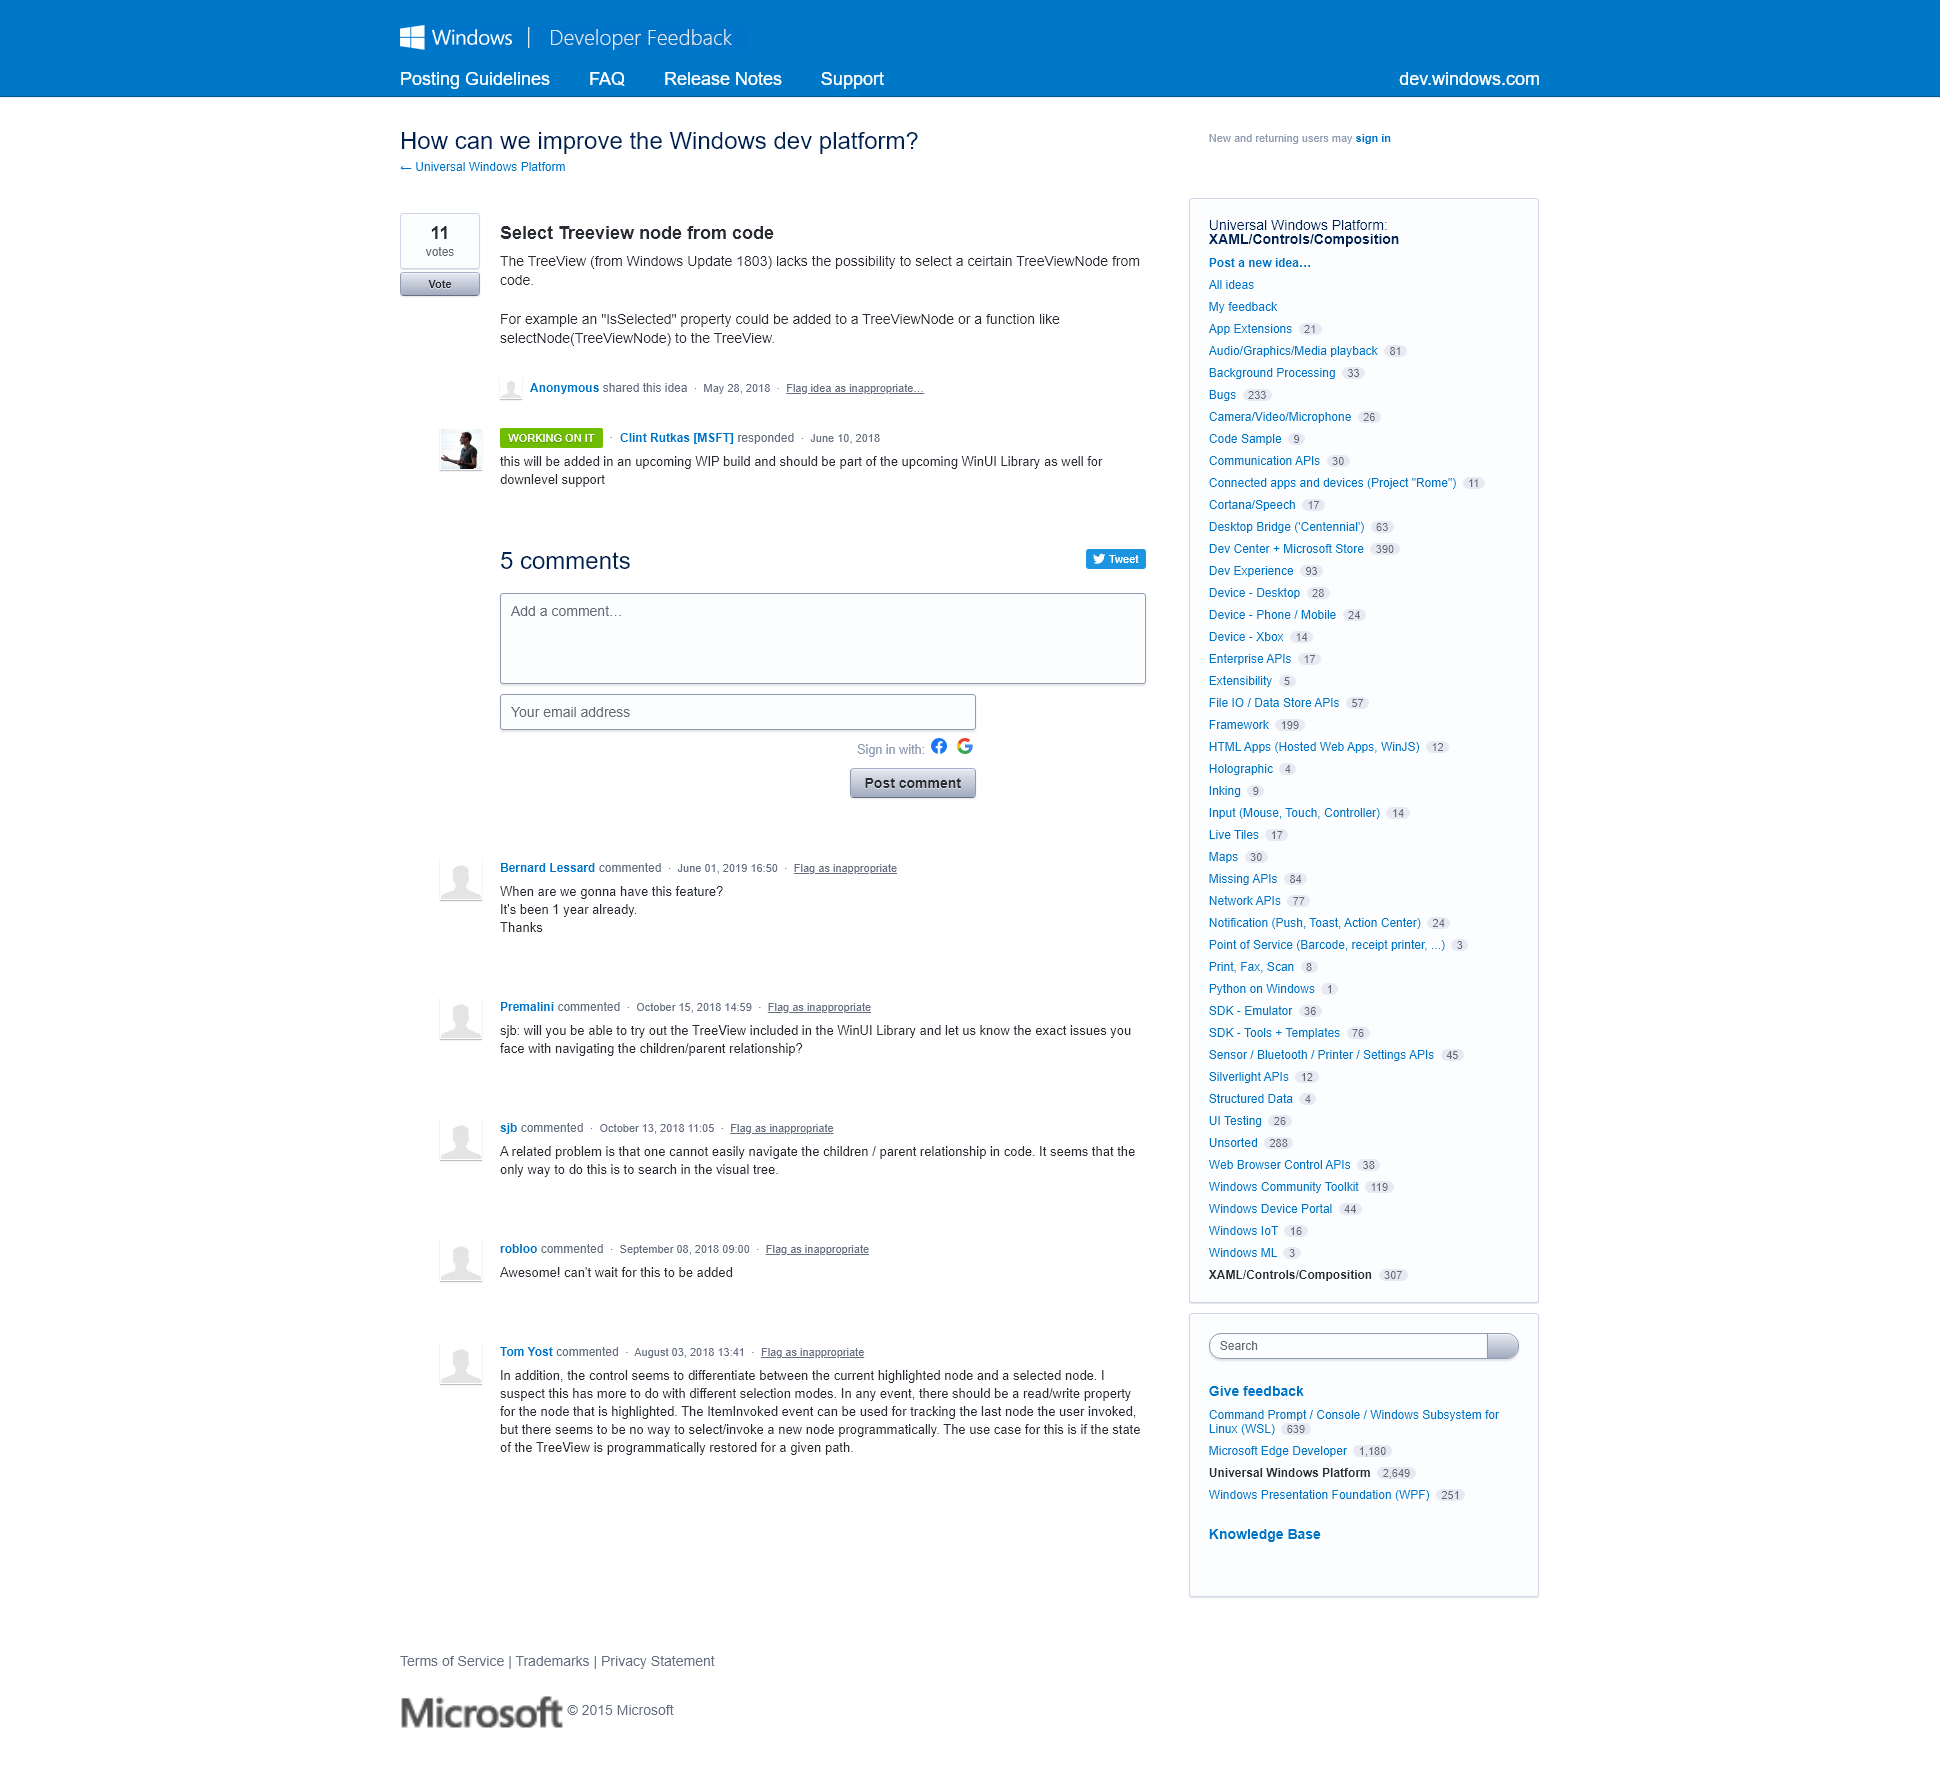 Windows | Developer Feedback
Posting Guidelines FAQ Release Notes Support dev.windows.com
How can we improve the Windows dev platform?
← Universal Windows Platform
New and returning users may sign in
11
votes
Vote
Select Treeview node from code
The TreeView (from Windows Update 1803) lacks the possibility to select a ceirtain TreeViewNode from
code.
For example an "IsSelected" property could be added to a TreeViewNode or a function like
selectNode(TreeViewNode) to the TreeView.
Anonymous shared this idea · May 28, 2018 · Flag idea as inappropriate…
WORKING ON IT · Clint Rutkas [MSFT] responded · June 10, 2018
this will be added in an upcoming WIP build and should be part of the upcoming WinUI Library as well for
downlevel support
5 comments
Tweet
Add a comment…
Your email address
Sign in with:
Post comment
Bernard Lessard commented · June 01, 2019 16:50 · Flag as inappropriate
When are we gonna have this feature?
It's been 1 year already.
Thanks
Premalini commented · October 15, 2018 14:59 · Flag as inappropriate
sjb: will you be able to try out the TreeView included in the WinUI Library and let us know the exact issues you
face with navigating the children/parent relationship?
sjb commented · October 13, 2018 11:05 · Flag as inappropriate
A related problem is that one cannot easily navigate the children / parent relationship in code. It seems that the
only way to do this is to search in the visual tree.
robloo commented · September 08, 2018 09:00 · Flag as inappropriate
Awesome! can't wait for this to be added
Tom Yost commented · August 03, 2018 13:41 · Flag as inappropriate
In addition, the control seems to differentiate between the current highlighted node and a selected node. I
suspect this has more to do with different selection modes. In any event, there should be a read/write property
for the node that is highlighted. The ItemInvoked event can be used for tracking the last node the user invoked,
but there seems to be no way to select/invoke a new node programmatically. The use case for this is if the state
of the TreeView is programmatically restored for a given path.
Universal Windows Platform:
XAML/Controls/Composition
Post a new idea…
All ideas
My feedback
App Extensions 21
Audio/Graphics/Media playback 81
Background Processing 33
Bugs 233
Camera/Video/Microphone 26
Code Sample 9
Communication APIs 30
Connected apps and devices (Project "Rome") 11
Cortana/Speech 17
Desktop Bridge ('Centennial') 63
Dev Center + Microsoft Store 390
Dev Experience 93
Device - Desktop 28
Device - Phone / Mobile 24
Device - Xbox 14
Enterprise APIs 17
Extensibility 5
File IO / Data Store APIs 57
Framework 199
HTML Apps (Hosted Web Apps, WinJS) 12
Holographic 4
Inking 9
Input (Mouse, Touch, Controller) 14
Live Tiles 17
Maps 30
Missing APIs 84
Network APIs 77
Notification (Push, Toast, Action Center) 24
Point of Service (Barcode, receipt printer, ...) 3
Print, Fax, Scan 8
Python on Windows 1
SDK - Emulator 36
SDK - Tools + Templates 76
Sensor / Bluetooth / Printer / Settings APIs 45
Silverlight APIs 12
Structured Data 4
UI Testing 26
Unsorted 288
Web Browser Control APIs 38
Windows Community Toolkit 119
Windows Device Portal 44
Windows IoT 16
Windows ML 3
XAML/Controls/Composition 307
Search
Give feedback
Command Prompt / Console / Windows Subsystem for
Linux (WSL) 639
Microsoft Edge Developer 1,180
Universal Windows Platform 2,649
Windows Presentation Foundation (WPF) 251
Knowledge Base
Terms of Service | Trademarks | Privacy Statement
Microsoft © 2015 Microsoft